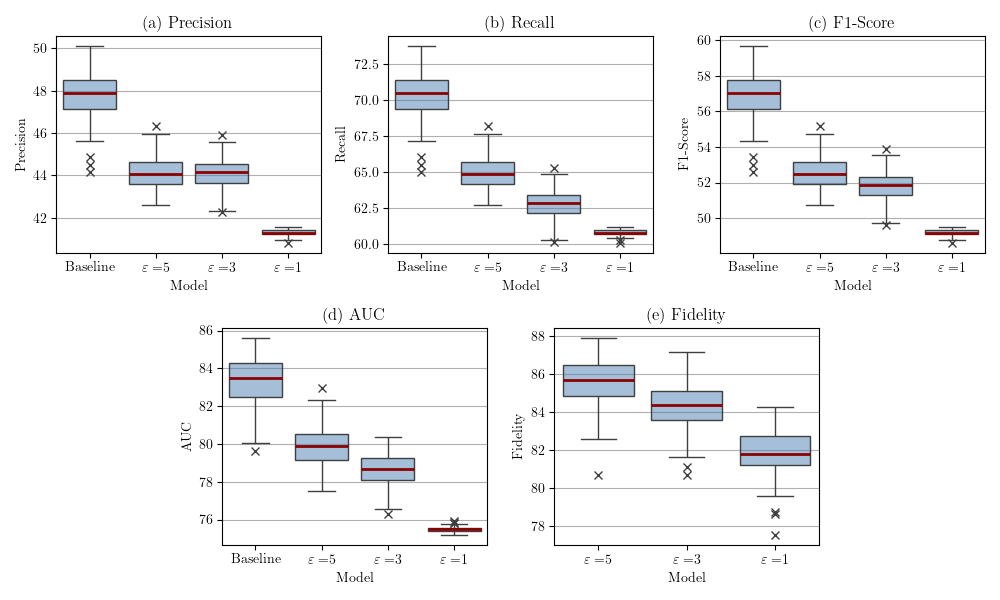 (a) Precision
50
48
46
44
42
Precision
Baseline ε =5 ε =3 ε =1
Model
(b) Recall
72.5
70.0
67.5
65.0
62.5
60.0
Recall
Baseline ε =5 ε =3 ε =1
Model
(c) F1-Score
60
58
56
54
52
50
F1-Score
Baseline ε =5 ε =3 ε =1
Model
(d) AUC
86
84
82
80
78
76
AUC
Baseline ε =5 ε =3 ε =1
Model
(e) Fidelity
88
86
84
82
80
78
Fidelity
ε =5 ε =3 ε =1
Model